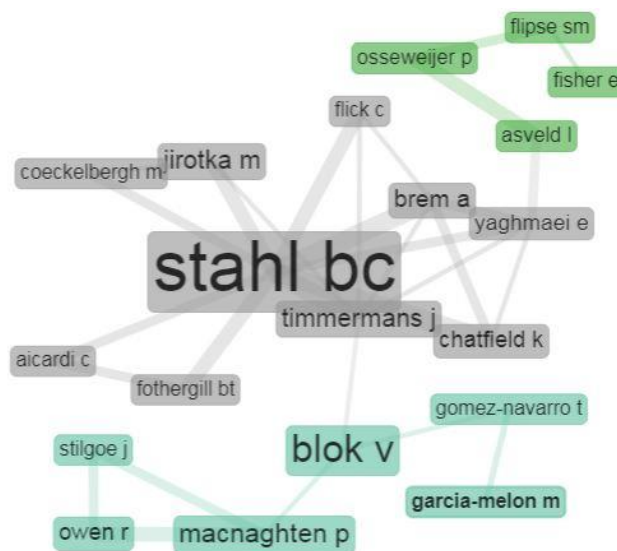 flipse sm
osseweijer p
fisher e
flick c
asveld l
jirotka m
coeckelbergh m
brem a
yaghmaei e
stahl bc
timmermans j
chatfield k
aicardi c
fothergill bt
gomez-navarro t
stilgoe j
blok v
garcia-melon m
owen r
macnaghten p